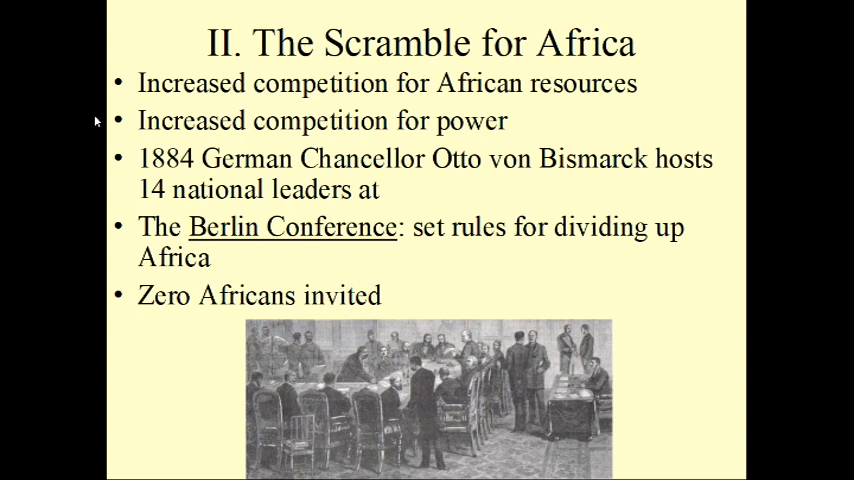 II. The Scramble for Africa
• Increased competition for African resources
• Increased competition for power
• 1884 German Chancellor Otto von Bismarck hosts
14 national leaders at
• The Berlin Conference: set rules for dividing up
Africa
• Zero Africans invited